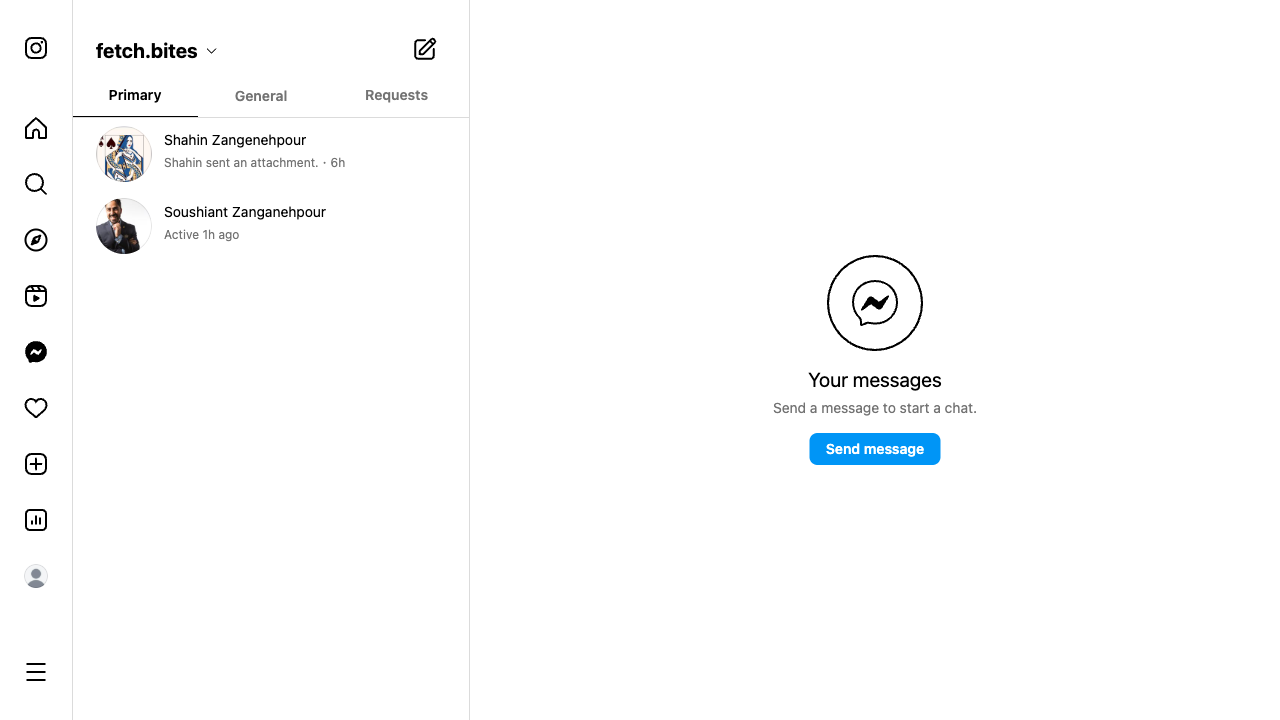 fetch.bites
Primary
General
Requests
Shahin Zangenehpour
Shahin sent an attachment. · 6h
Soushiant Zanganehpour
Active 1h ago
Your messages
Send a message to start a chat.
Send message